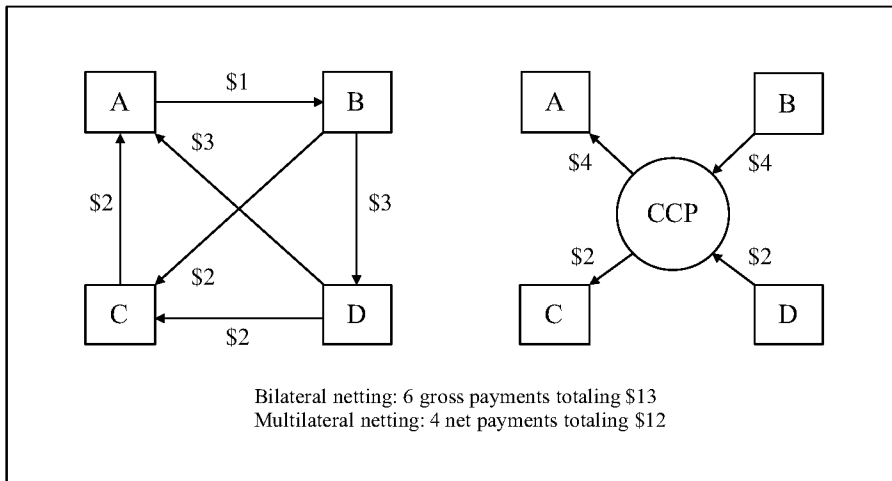 A
$1
B
$3
$2
$3
$2
C
D
$2
A
B
$4
$4
CCP
$2
$2
C
D
Bilateral netting: 6 gross payments totaling $13
Multilateral netting: 4 net payments totaling $12